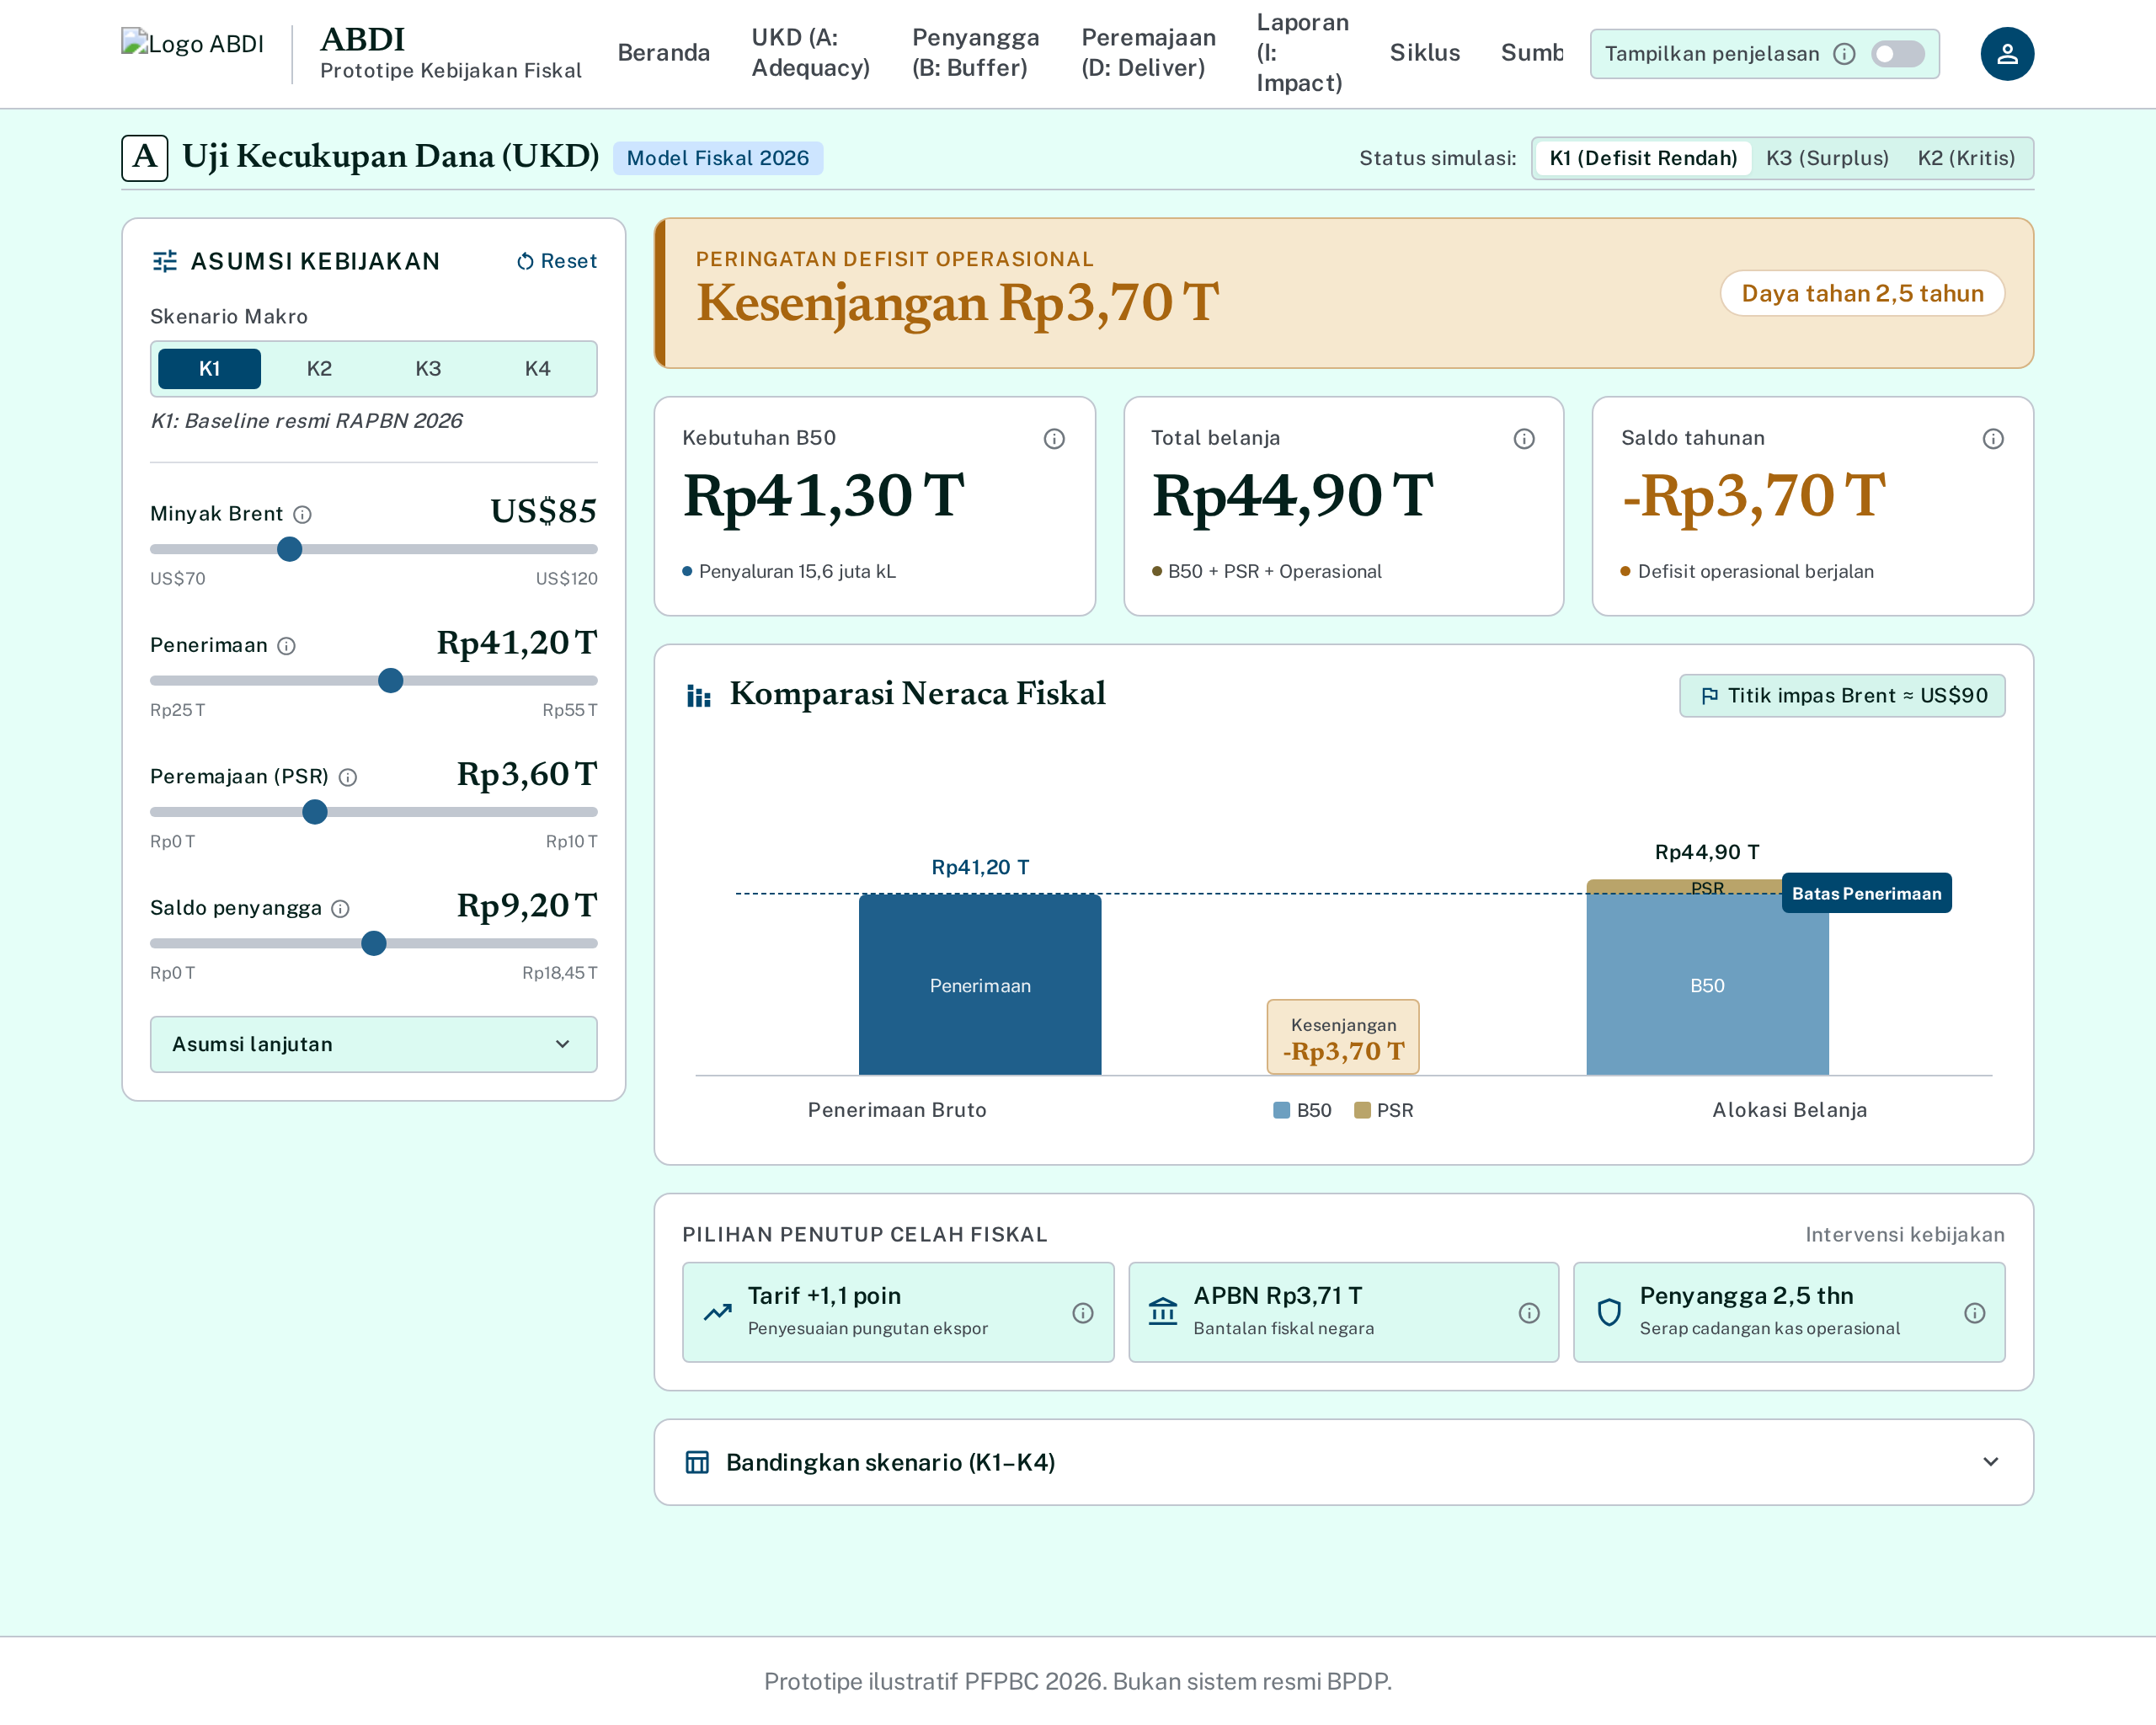 Logo ABDI
ABDI
Prototipe Kebijakan Fiskal
Beranda
UKD (A:
Adequacy)
Penyangga
(B: Buffer)
Peremajaan
(D: Deliver)
Laporan
(I:
Impact)
Siklus
Sumb
Tampilkan penjelasan
A
Uji Kecukupan Dana (UKD)
Model Fiskal 2026
Status simulasi:
K1 (Defisit Rendah)
K3 (Surplus)
K2 (Kritis)
ASUMSI KEBIJAKAN
Reset
Skenario Makro
K1
K2
K3
K4
K1: Baseline resmi RAPBN 2026
Minyak Brent
US$85
US$70
US$120
Penerimaan
Rp41,20 T
Rp25 T
Rp55 T
Peremajaan (PSR)
Rp3,60 T
Rp0 T
Rp10 T
Saldo penyangga
Rp9,20 T
Rp0 T
Rp18,45 T
Asumsi lanjutan
PERINGATAN DEFISIT OPERASIONAL
Kesenjangan Rp3,70 T
Daya tahan 2,5 tahun
Kebutuhan B50
Rp41,30 T
Penyaluran 15,6 juta kL
Total belanja
Rp44,90 T
B50 + PSR + Operasional
Saldo tahunan
-Rp3,70 T
Defisit operasional berjalan
Komparasi Neraca Fiskal
Titik impas Brent ≈ US$90
Rp41,20 T
Rp44,90 T
PSR
Batas Penerimaan
Penerimaan
B50
Kesenjangan
-Rp3,70 T
Penerimaan Bruto
B50
PSR
Alokasi Belanja
PILIHAN PENUTUP CELAH FISKAL
Intervensi kebijakan
Tarif +1,1 poin
Penyesuaian pungutan ekspor
APBN Rp3,71 T
Bantalan fiskal negara
Penyangga 2,5 thn
Serap cadangan kas operasional
Bandingkan skenario (K1–K4)
Prototipe ilustratif PFPBC 2026. Bukan sistem resmi BPDP.